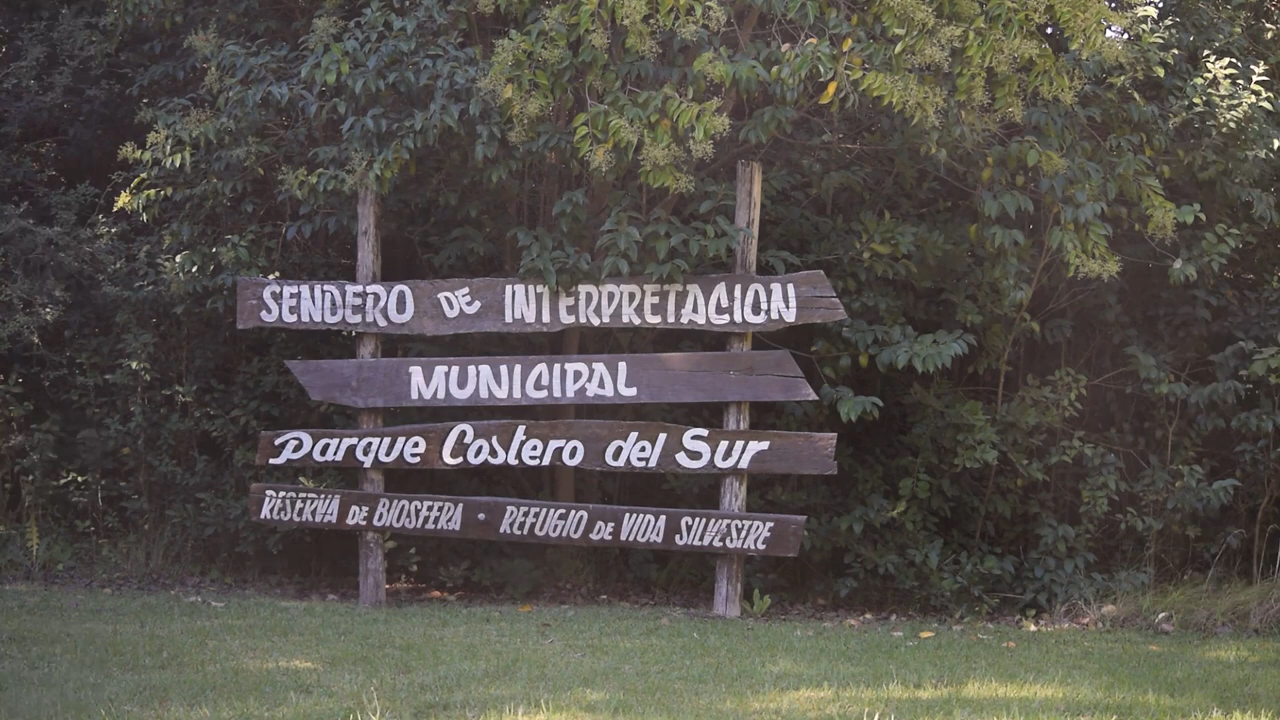 SENDERO DE INTERPRETACION
MUNICIPAL
Parque Costero del Sur
RESERVA DE BIOSFERA • REFUGIO DE VIDA SILVESTRE